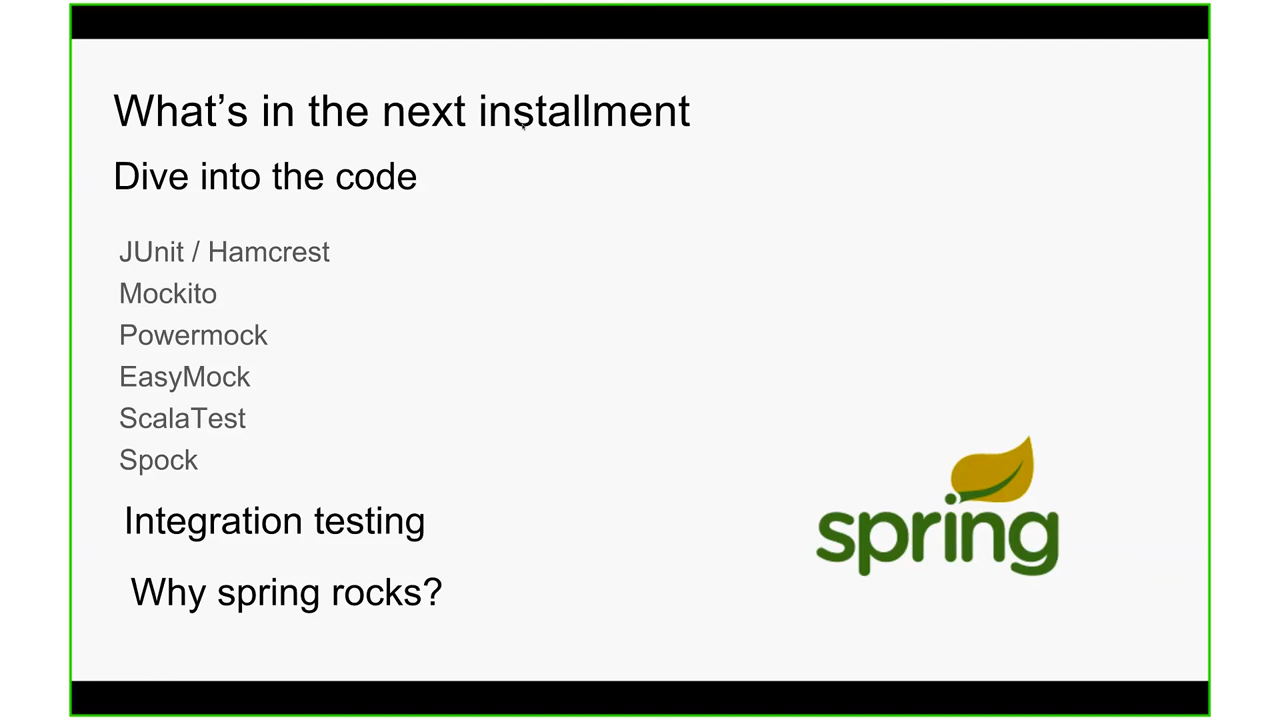 What's in the next installment
Dive into the code
JUnit / Hamcrest
Mockito
Powermock
EasyMock
ScalaTest
Spock
Integration testing
Why spring rocks?
spring